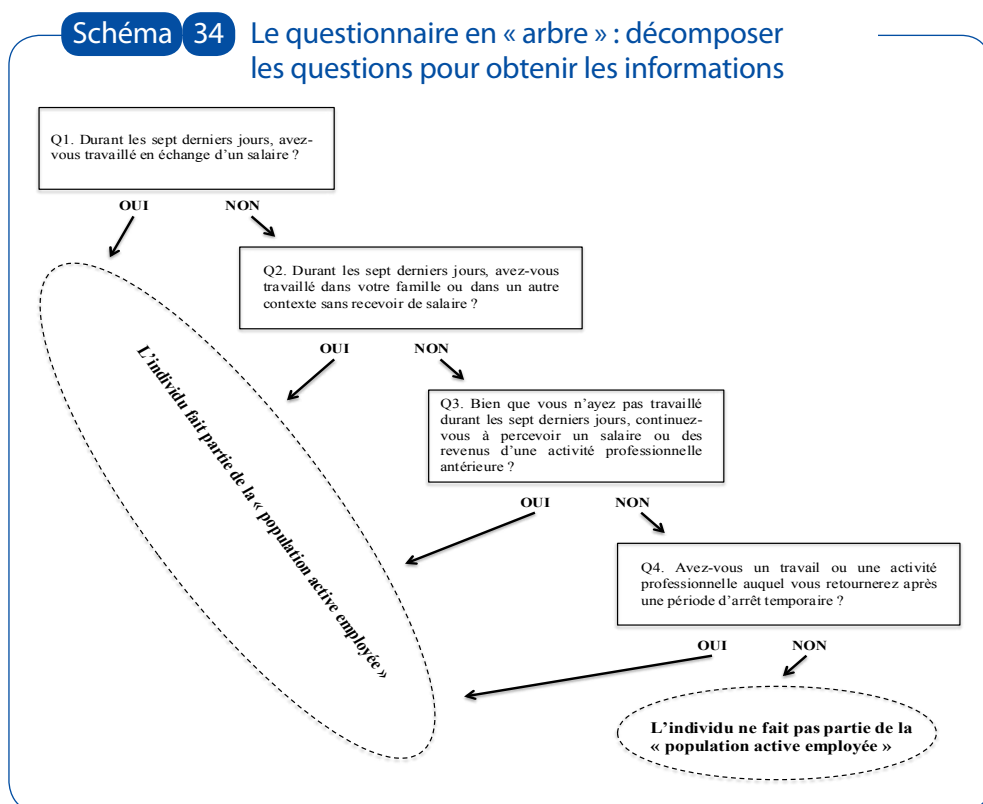 Schéma 34 Le questionnaire en « arbre » : décomposer
les questions pour obtenir les informations
Q1. Durant les sept derniers jours, avez-
vous travaillé en échange d’un salaire ?
OUI NON
Q2. Durant les sept derniers jours, avez-vous
travaillé dans votre famille ou dans un autre
contexte sans recevoir de salaire ?
OUI NON
L’individu fait partie de la « population active employée »
Q3. Bien que vous n’ayez pas travaillé
durant les sept derniers jours, continuez-
vous à percevoir un salaire ou des
revenus d’une activité professionnelle
antérieure ?
OUI NON
Q4. Avez-vous un travail ou une activité
professionnelle auquel vous retournerez après
une période d’arrêt temporaire ?
OUI NON
L’individu ne fait pas partie de la
« population active employée »